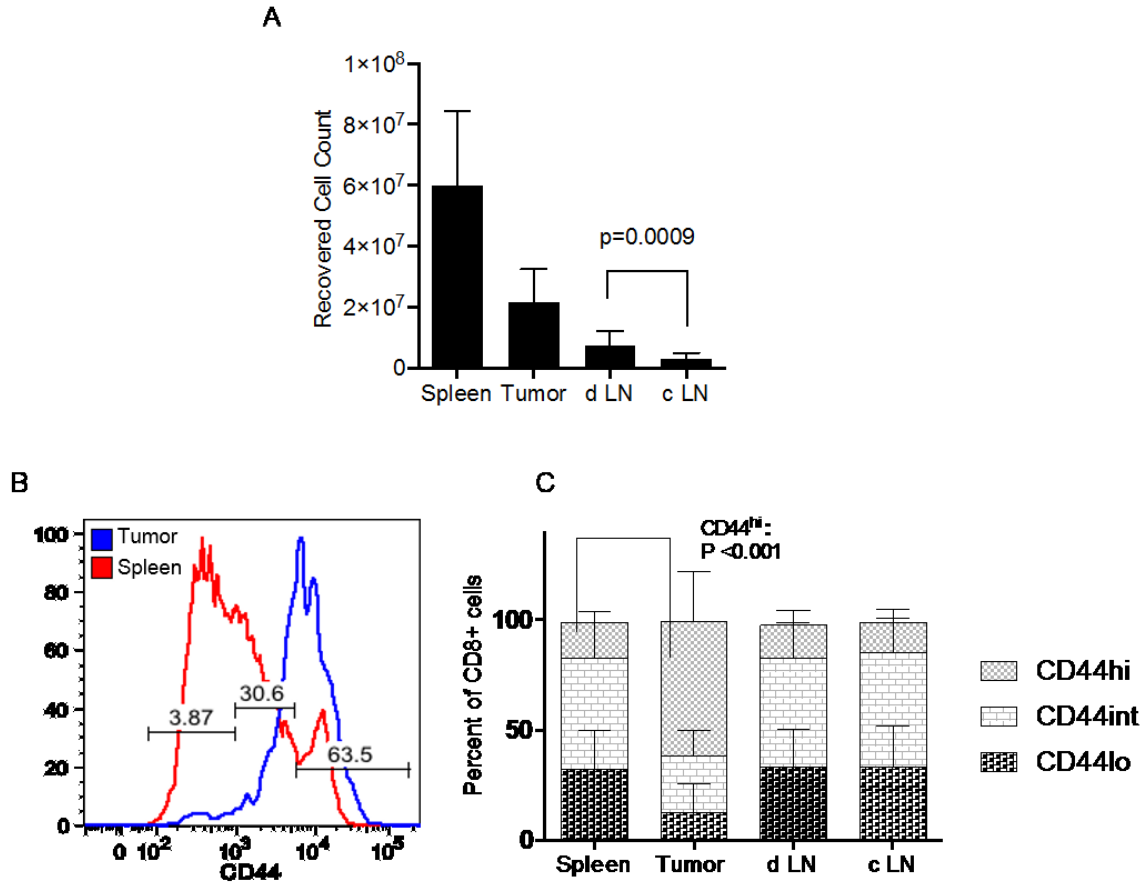 A
1×10⁸
8×10⁷
6×10⁷
4×10⁷
2×10⁷
0
Recovered Cell Count
p=0.0009
Spleen Tumor d LN c LN
B
100
80
60
40
20
0
Tumor
Spleen
3.87
30.6
63.5
0 10² 10³ 10⁴ 10⁵
CD44
C
CD44ʰⁱ:
P <0.001
100
50
0
Percent of CD8+ cells
Spleen Tumor d LN c LN
CD44hi
CD44int
CD44lo